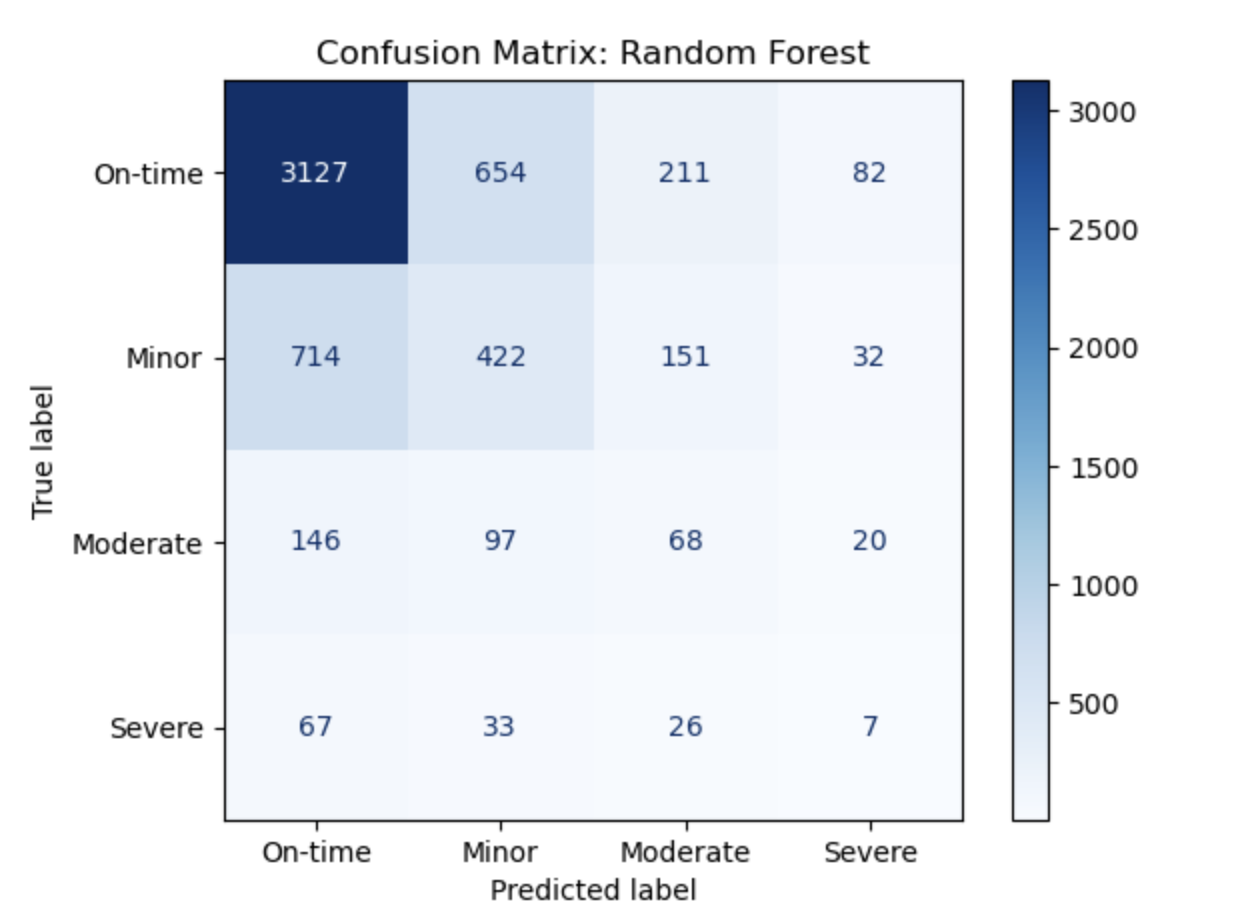 Confusion Matrix: Random Forest
On-time 3127 654 211 82
Minor 714 422 151 32
Moderate 146 97 68 20
Severe 67 33 26 7
On-time Minor Moderate Severe
Predicted label
True label
3000
2500
2000
1500
1000
500